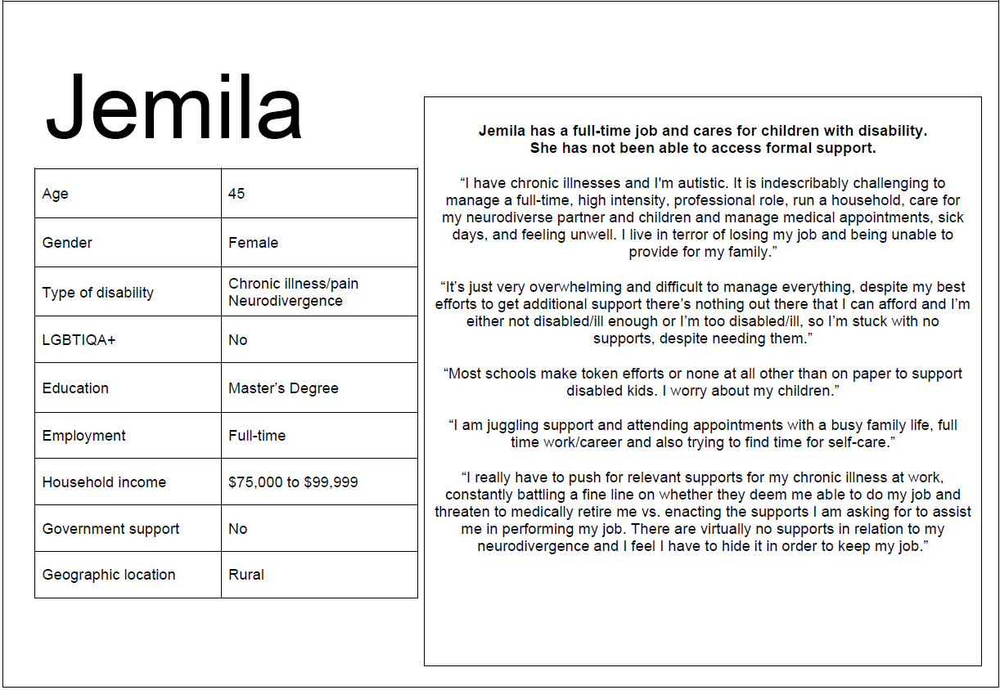 Jemila
Age 45
Gender Female
Type of disability Chronic illness/pain
Neurodivergence
LGBTIQA+ No
Education Master’s Degree
Employment Full-time
Household income $75,000 to $99,999
Government support No
Geographic location Rural
Jemila has a full-time job and cares for children with disability.
She has not been able to access formal support.
“I have chronic illnesses and I'm autistic. It is indescribably challenging to
manage a full-time, high intensity, professional role, run a household, care for
my neurodiverse partner and children and manage medical appointments, sick
days, and feeling unwell. I live in terror of losing my job and being unable to
provide for my family.”
“It’s just very overwhelming and difficult to manage everything, despite my best
efforts to get additional support there’s nothing out there that I can afford and I’m
either not disabled/ill enough or I’m too disabled/ill, so I’m stuck with no
supports, despite needing them.”
“Most schools make token efforts or none at all other than on paper to support
disabled kids. I worry about my children.”
“I am juggling support and attending appointments with a busy family life, full
time work/career and also trying to find time for self-care.”
“I really have to push for relevant supports for my chronic illness at work,
constantly battling a fine line on whether they deem me able to do my job and
threaten to medically retire me vs. enacting the supports I am asking for to assist
me in performing my job. There are virtually no supports in relation to my
neurodivergence and I feel I have to hide it in order to keep my job.”